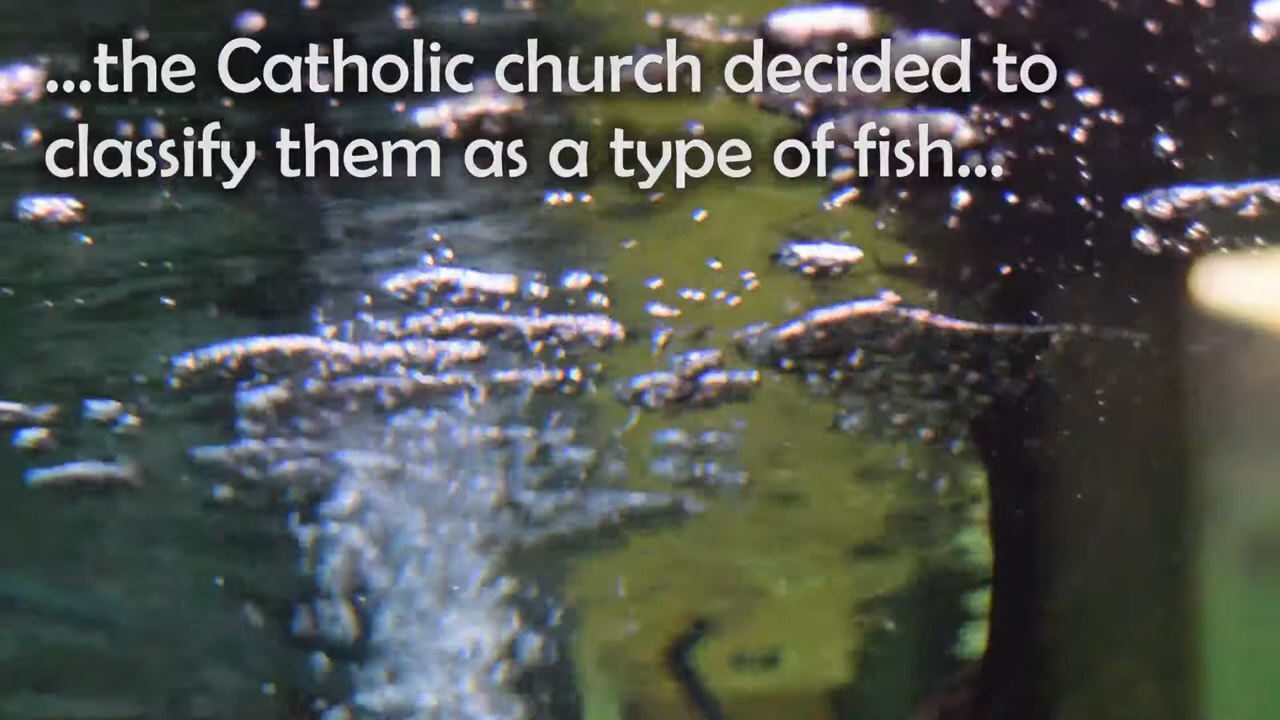 ...the Catholic church decided to
classify them as a type of fish...